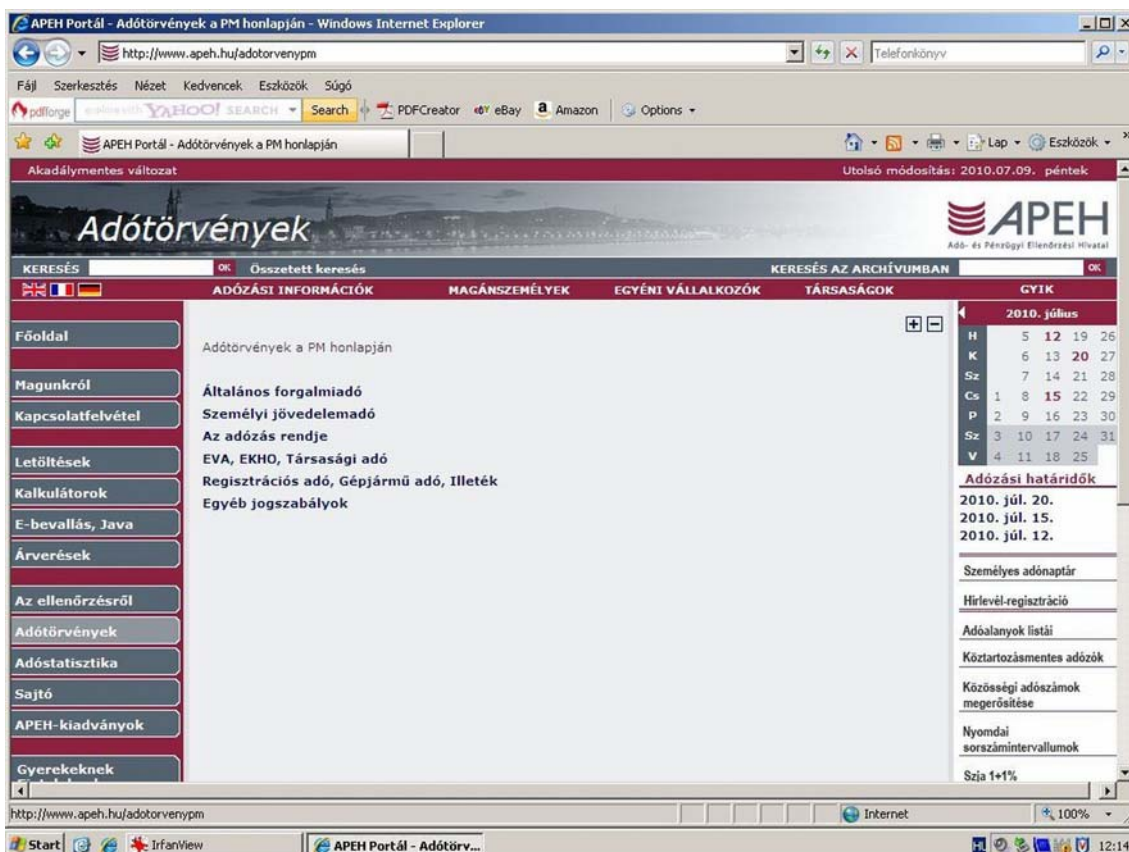 APEH Portál - Adótörvények a PM honlapján - Windows Internet Explorer
http://www.apeh.hu/adotorvenypm
Telefonkönyv
Fájl Szerkesztés Nézet Kedvencek Eszközök Súgó
pdfforge YAHOO! SEARCH Search PDFCreator eBay Amazon Options
APEH Portál - Adótörvények a PM honlapján
Lap Eszközök
Akadálymentes változat
Utolsó módosítás: 2010.07.09. péntek
Adótörvények
APEH
Adó- és Pénzügyi Ellenőrzési Hivatal
KERESÉS OK Összetett keresés
KERESÉS AZ ARCHÍVUMBAN OK
ADÓZÁSI INFORMÁCIÓK MAGÁNSZEMÉLYEK EGYÉNI VÁLLALKOZÓK TÁRSASÁGOK GYIK
Főoldal
Magunkról
Kapcsolatfelvétel
Letöltések
Kalkulátorok
E-bevallás, Java
Árverések
Az ellenőrzésről
Adótörvények
Adóstatisztika
Sajtó
APEH-kiadványok
Gyerekeknek
Adótörvények a PM honlapján
Általános forgalmiadó
Személyi jövedelemadó
Az adózás rendje
EVA, EKHO, Társasági adó
Regisztrációs adó, Gépjármű adó, Illeték
Egyéb jogszabályok
2010. július
H 5 12 19 26
K 6 13 20 27
Sz 7 14 21 28
Cs 1 8 15 22 29
P 2 9 16 23 30
Sz 3 10 17 24 31
V 4 11 18 25
Adózási határidők
2010. júl. 20.
2010. júl. 15.
2010. júl. 12.
Személyes adónaptár
Hírlevél-regisztráció
Adóalanyok listái
Köztartozásmentes adózók
Közösségi adószámok
megerősítése
Nyomdai
sorszámintervallumok
Szja 1+1%
http://www.apeh.hu/adotorvenypm
Internet
100%
Start IrfanView APEH Portál - Adótörv... HU 12:14